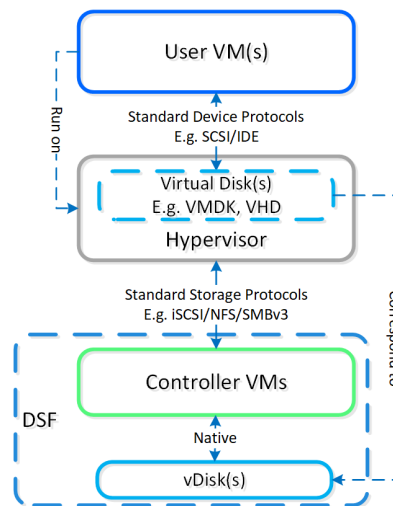 User VM(s)
Run on
Standard Device Protocols
E.g. SCSI/IDE
Virtual Disk(s)
E.g. VMDK, VHD
Hypervisor
Standard Storage Protocols
E.g. iSCSI/NFS/SMBv3
Controller VMs
DSF
Native
vDisk(s)